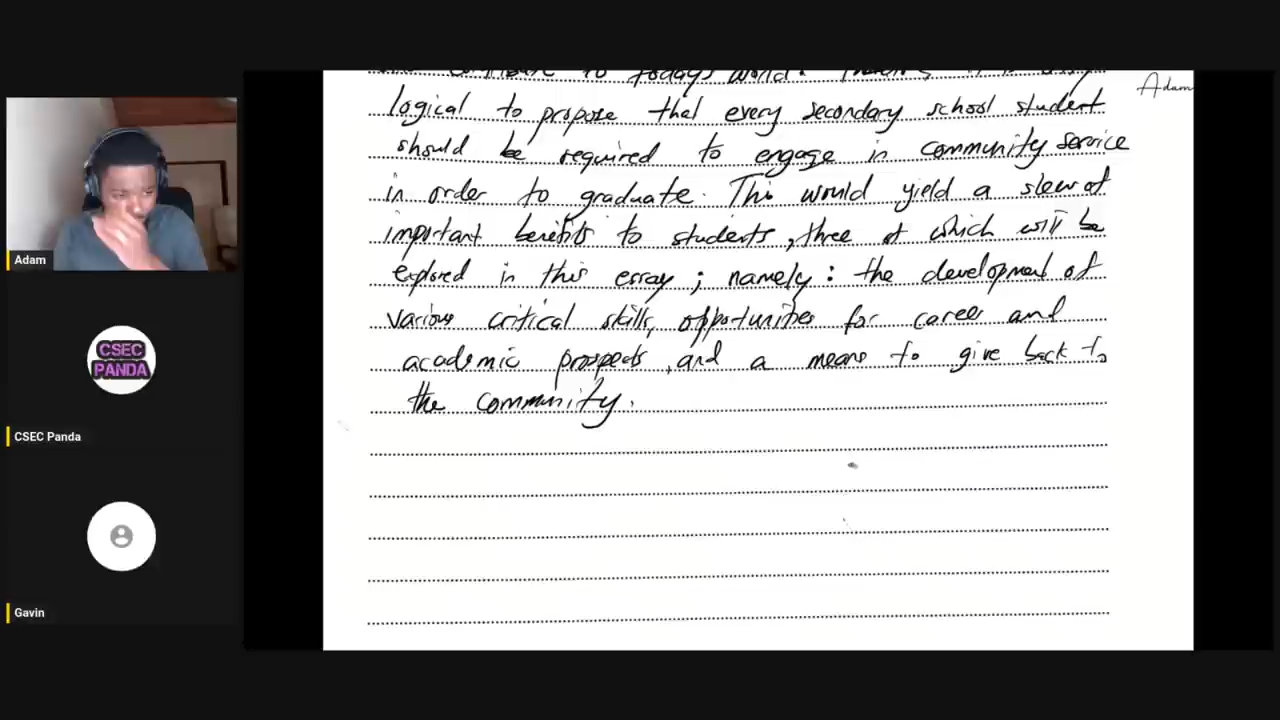 to today's world.
Adam
logical to propose that every secondary school student
should be required to engage in community service
in order to graduate. This would yield a slew of
important benefits to students, three of which will be
explored in this essay; namely: the development of
various critical skills, opportunities for career and
academic prospects, and a means to give back to
the community.
Adam
CSEC
PANDA
CSEC Panda
Gavin